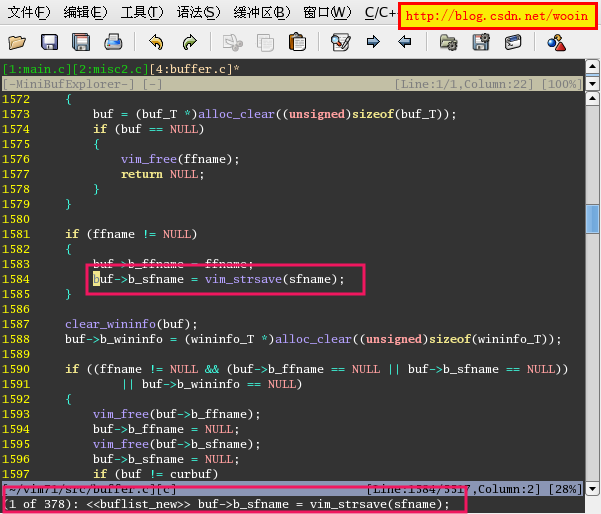 文件(F) 编辑(E) 工具(T) 语法(S) 缓冲区(B) 窗口(W) C/C++
http://blog.csdn.net/wooin
[1:main.c][2:misc2.c][4:buffer.c]*
[-MiniBufExplorer-] [-] [Line:1/1,Column:22] [100%]
1572 {
1573 buf = (buf_T *)alloc_clear((unsigned)sizeof(buf_T));
1574 if (buf == NULL)
1575 {
1576 vim_free(ffname);
1577 return NULL;
1578 }
1579 }
1580
1581 if (ffname != NULL)
1582 {
1583 buf->b_ffname = ffname;
1584 buf->b_sfname = vim_strsave(sfname);
1585 }
1586
1587 clear_wininfo(buf);
1588 buf->b_wininfo = (wininfo_T *)alloc_clear((unsigned)sizeof(wininfo_T));
1589
1590 if ((ffname != NULL && (buf->b_ffname == NULL || buf->b_sfname == NULL))
1591 || buf->b_wininfo == NULL)
1592 {
1593 vim_free(buf->b_ffname);
1594 buf->b_ffname = NULL;
1595 vim_free(buf->b_sfname);
1596 buf->b_sfname = NULL;
1597 if (buf != curbuf)
[~/vim71/src/buffer.c][c] [Line:1584/5517,Column:2] [28%]
(1 of 378): <<buflist_new>> buf->b_sfname = vim_strsave(sfname);